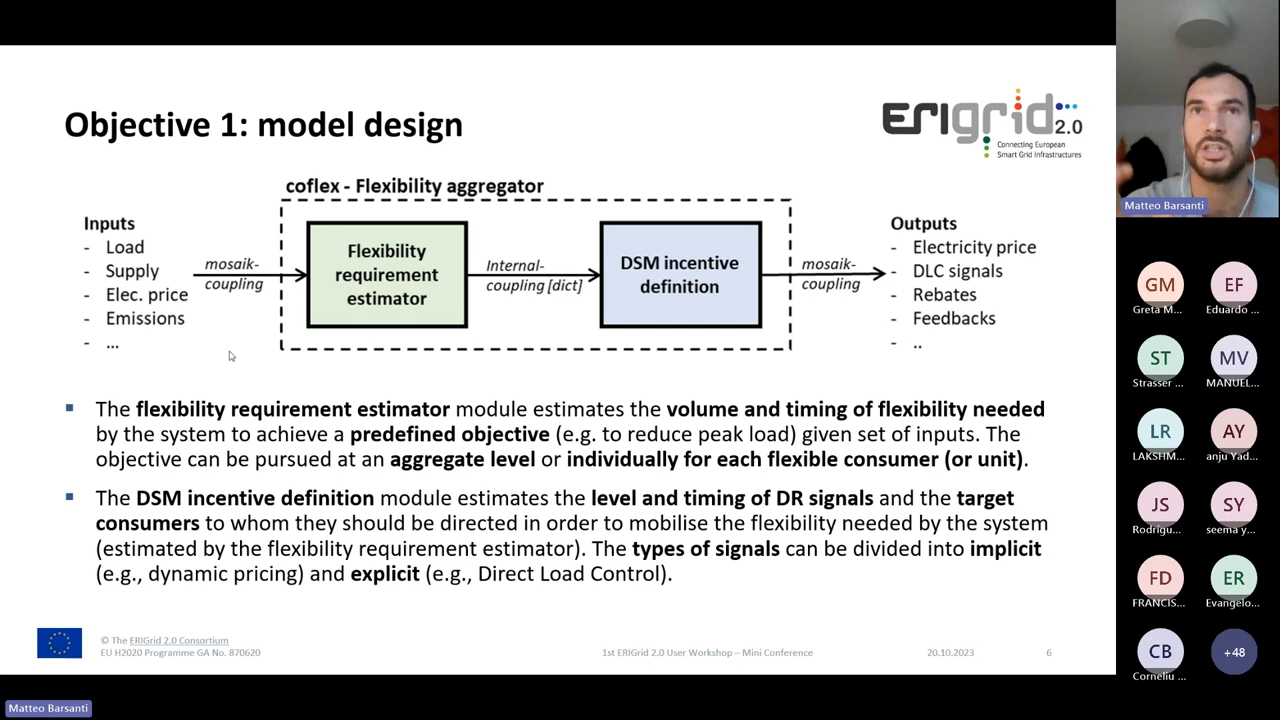 Objective 1: model design
ERIgrid 2.0
Connecting European
Smart Grid Infrastructures
coflex - Flexibility aggregator
Inputs
- Load
- Supply
- Elec. price
- Emissions
- ...
mosaik-
coupling
Flexibility
requirement
estimator
Internal-
coupling [dict]
DSM incentive
definition
mosaik-
coupling
Outputs
- Electricity price
- DLC signals
- Rebates
- Feedbacks
- ..
The flexibility requirement estimator module estimates the volume and timing of flexibility needed
by the system to achieve a predefined objective (e.g. to reduce peak load) given set of inputs. The
objective can be pursued at an aggregate level or individually for each flexible consumer (or unit).
The DSM incentive definition module estimates the level and timing of DR signals and the target
consumers to whom they should be directed in order to mobilise the flexibility needed by the system
(estimated by the flexibility requirement estimator). The types of signals can be divided into implicit
(e.g., dynamic pricing) and explicit (e.g., Direct Load Control).
© The ERIGrid 2.0 Consortium
EU H2020 Programme GA No. 870620
1st ERIGrid 2.0 User Workshop – Mini Conference
20.10.2023
6
Matteo Barsanti
GM
Greta M...
EF
Eduardo ...
ST
Strasser ...
MV
MANUEL...
LR
LAKSHM...
AY
anju Yad...
JS
Rodrígu...
SY
seema y...
FD
FRANCIS...
ER
Evangelo...
CB
Corneliu ...
+48
Matteo Barsanti